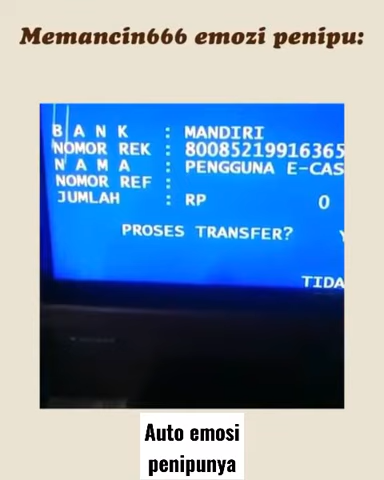 Memancin666 emozi penipu:
B A N K : MANDIRI
NOMOR REK : 80085219916365
N A M A : PENGGUNA E-CAS
NOMOR REF :
JUMLAH : RP 0
PROSES TRANSFER?
TIDA
Auto emosi
penipunya